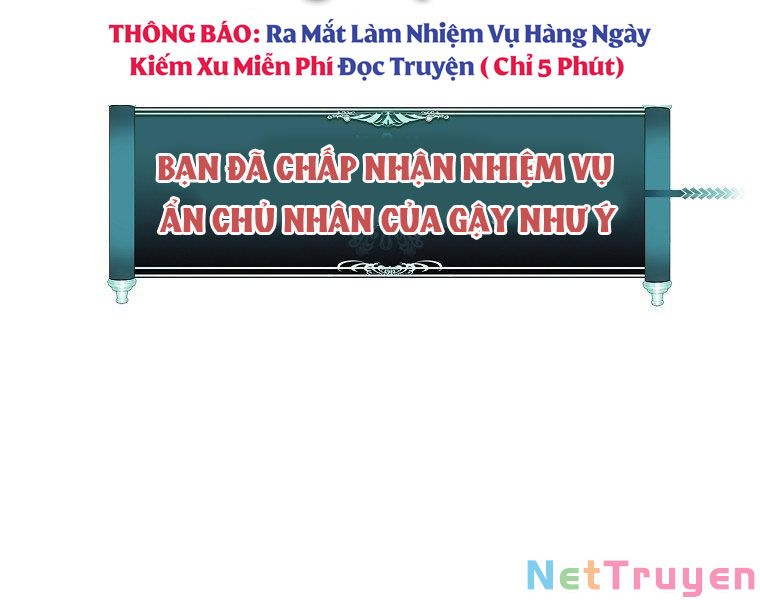 THÔNG BÁO: Ra Mắt Làm Nhiệm Vụ Hàng Ngày
Kiếm Xu Miễn Phí Đọc Truyện ( Chỉ 5 Phút)
BẠN ĐÃ CHẤP NHẬN NHIỆM VỤ
ẨN CHỦ NHÂN CỦA GẬY NHƯ Ý
NetTruyen